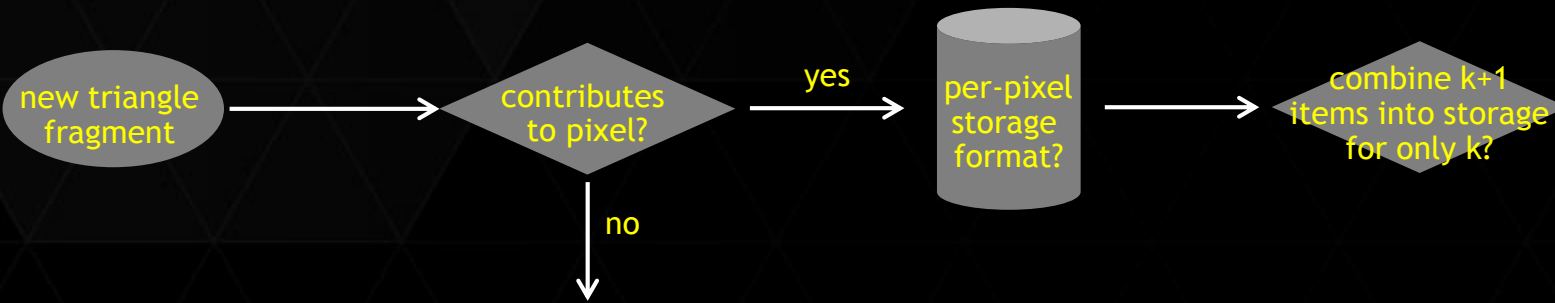 new triangle
fragment
contributes
to pixel?
yes
no
per-pixel
storage
format?
combine k+1
items into storage
for only k?